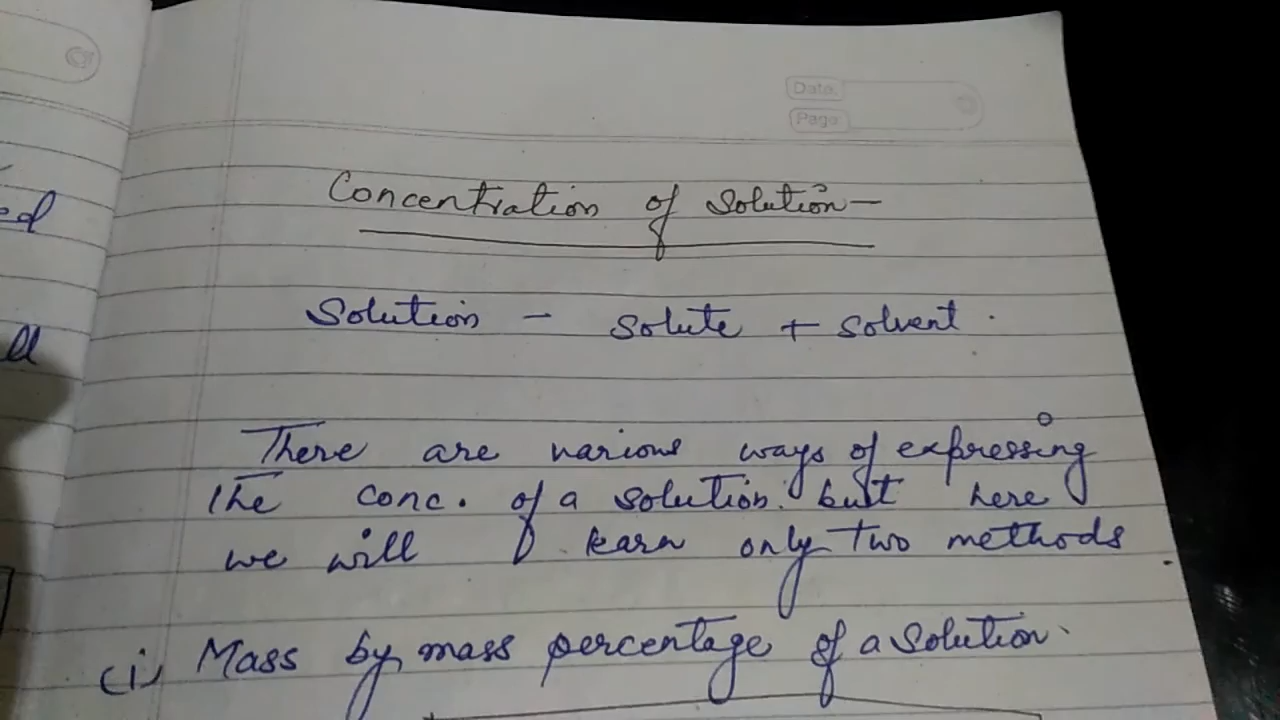 Date.
Page
Concentration of Solution-
Solution - Solute + Solvent.
There are various ways of expressing
the conc. of a solution. but here
we will learn only two methods
(i) Mass by mass percentage of a Solution.